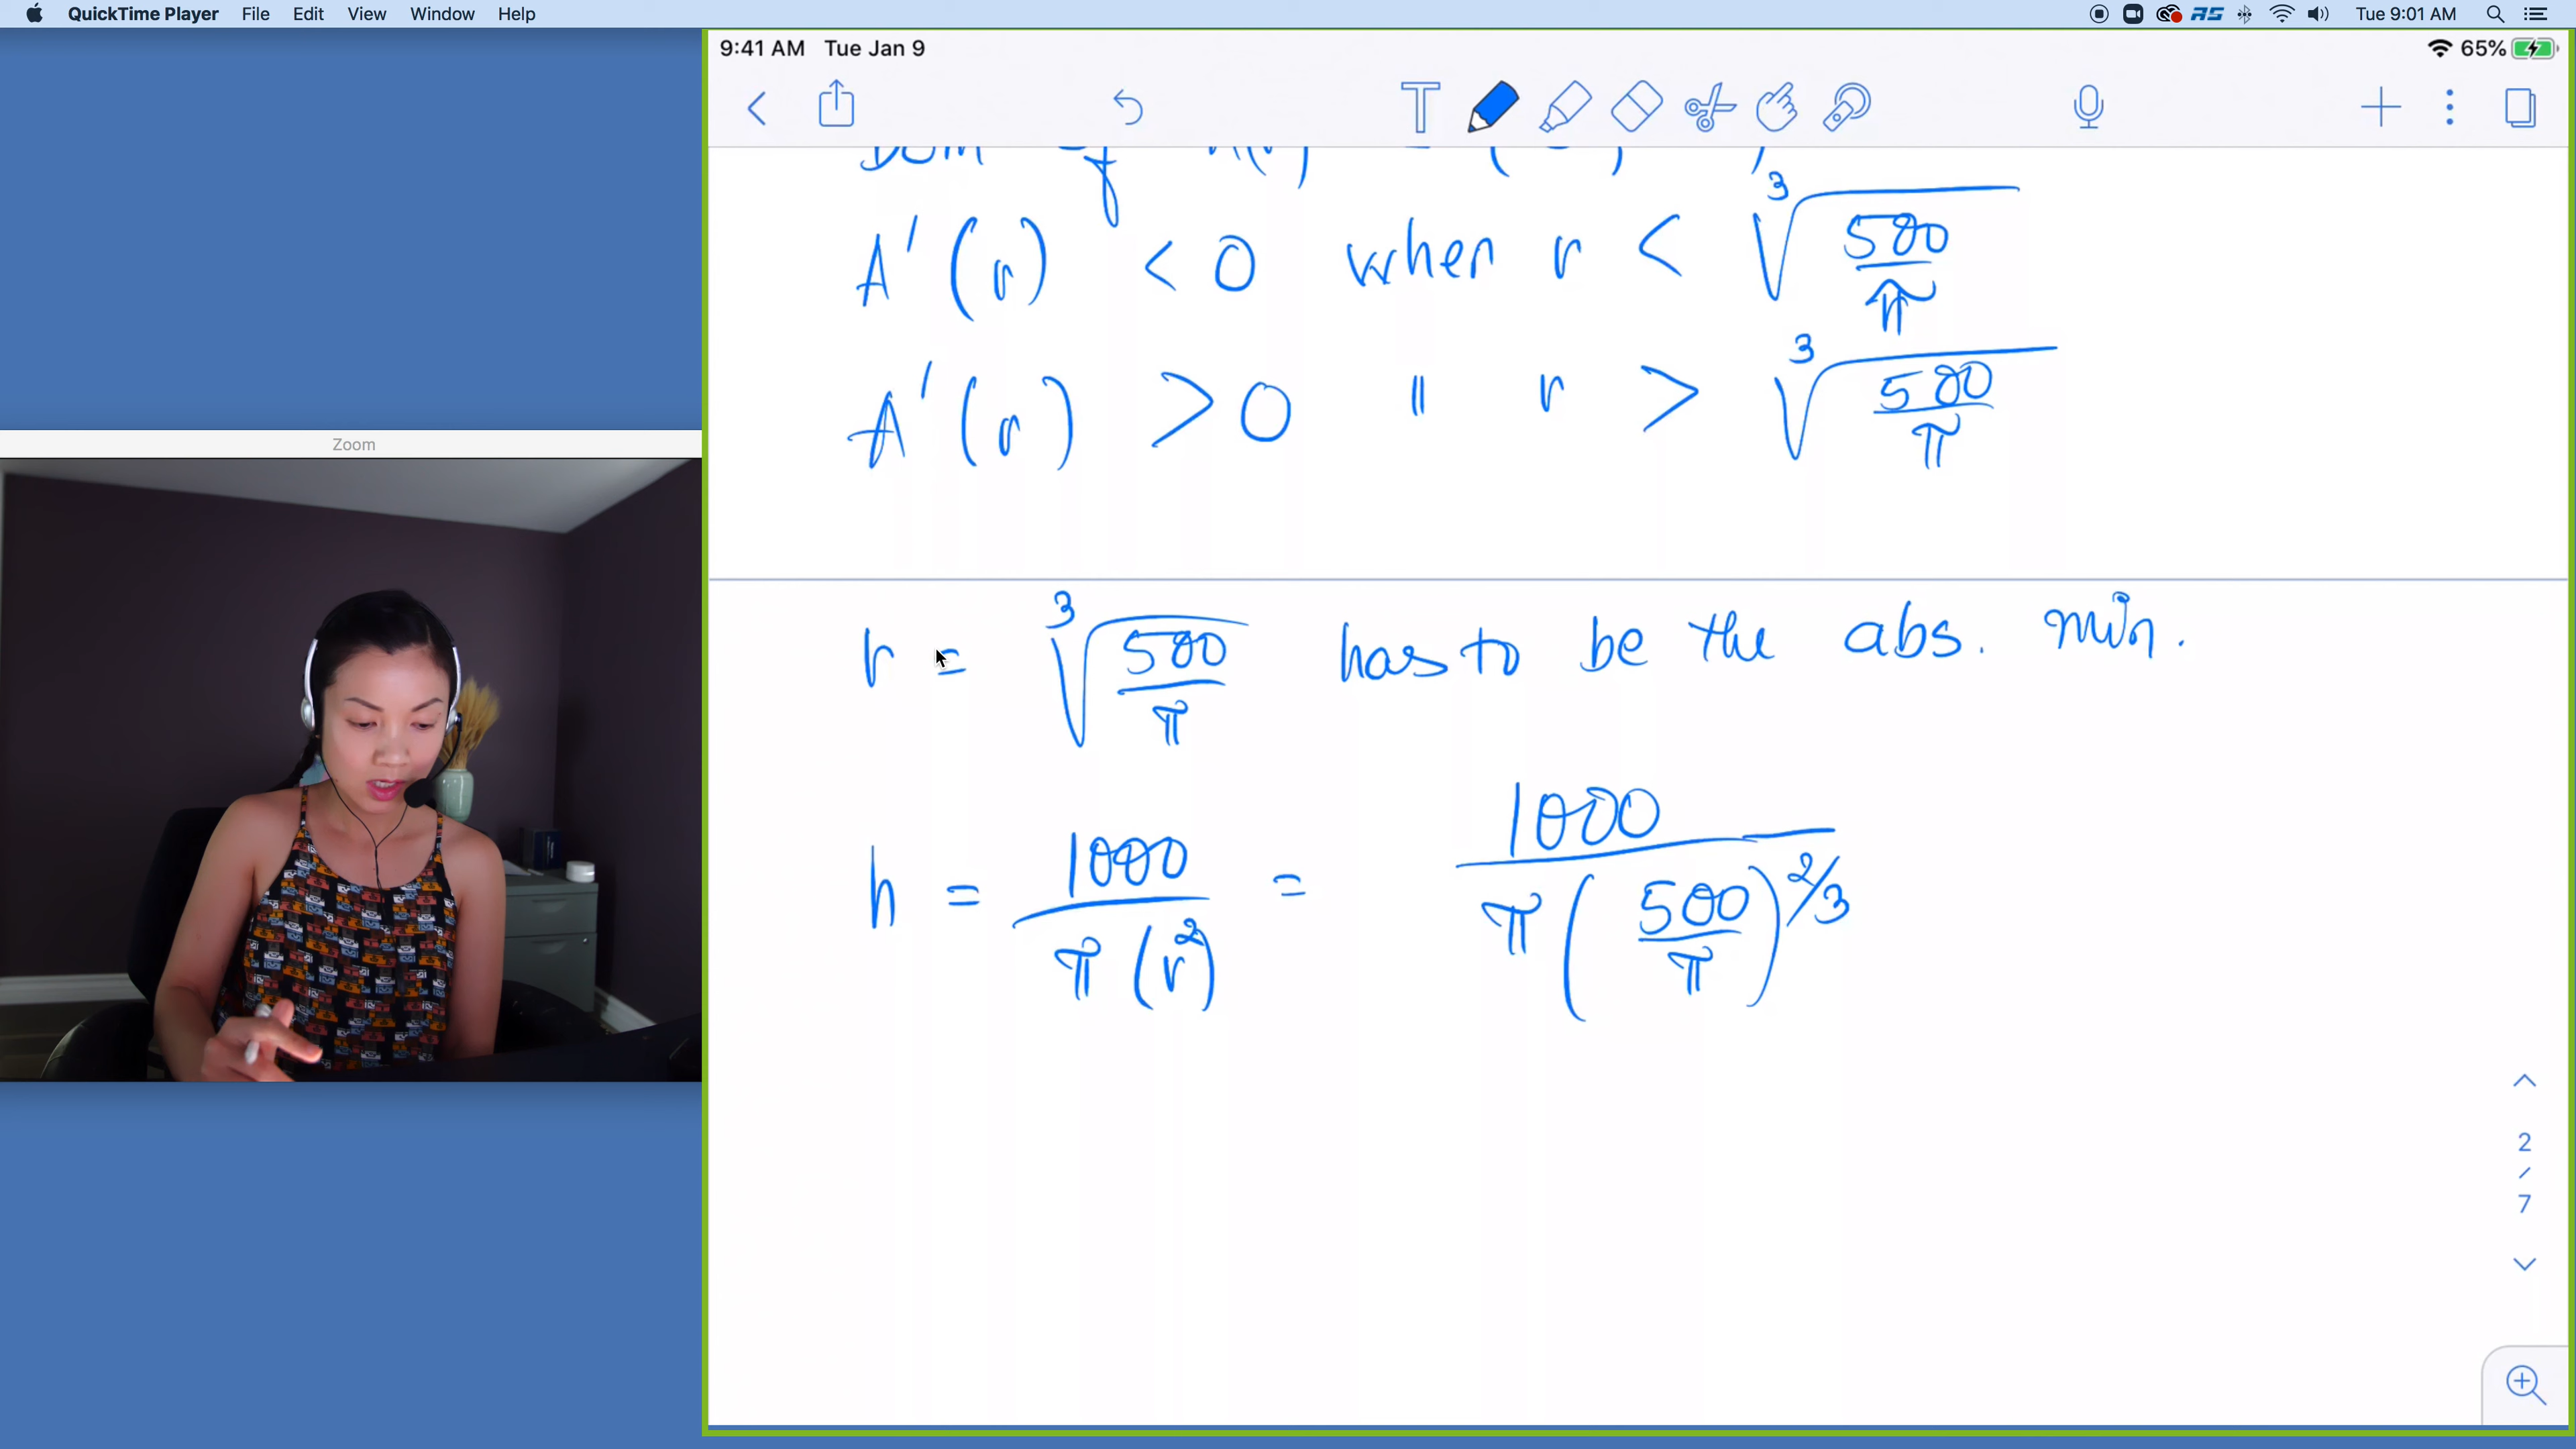 QuickTime Player File Edit View Window Help Tue 9:01 AM
9:41 AM Tue Jan 9 65%
T
A'(r) < 0 when r < ∛(500/π)
A'(r) > 0 " r > ∛(500/π)
Zoom
r = ∛(500/π) has to be the abs. min.
h = 1000/(π(r²)) = 1000/(π(500/π)^(2/3))
2
/
7